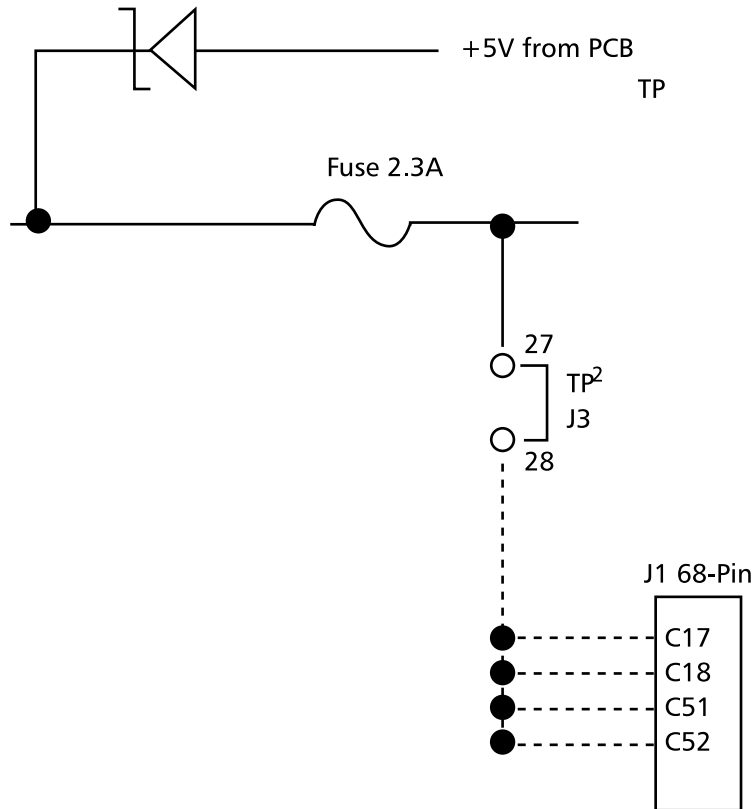 +5V from PCB
TP
Fuse 2.3A
27
TP2
J3
28
J1 68-Pin
C17
C18
C51
C52